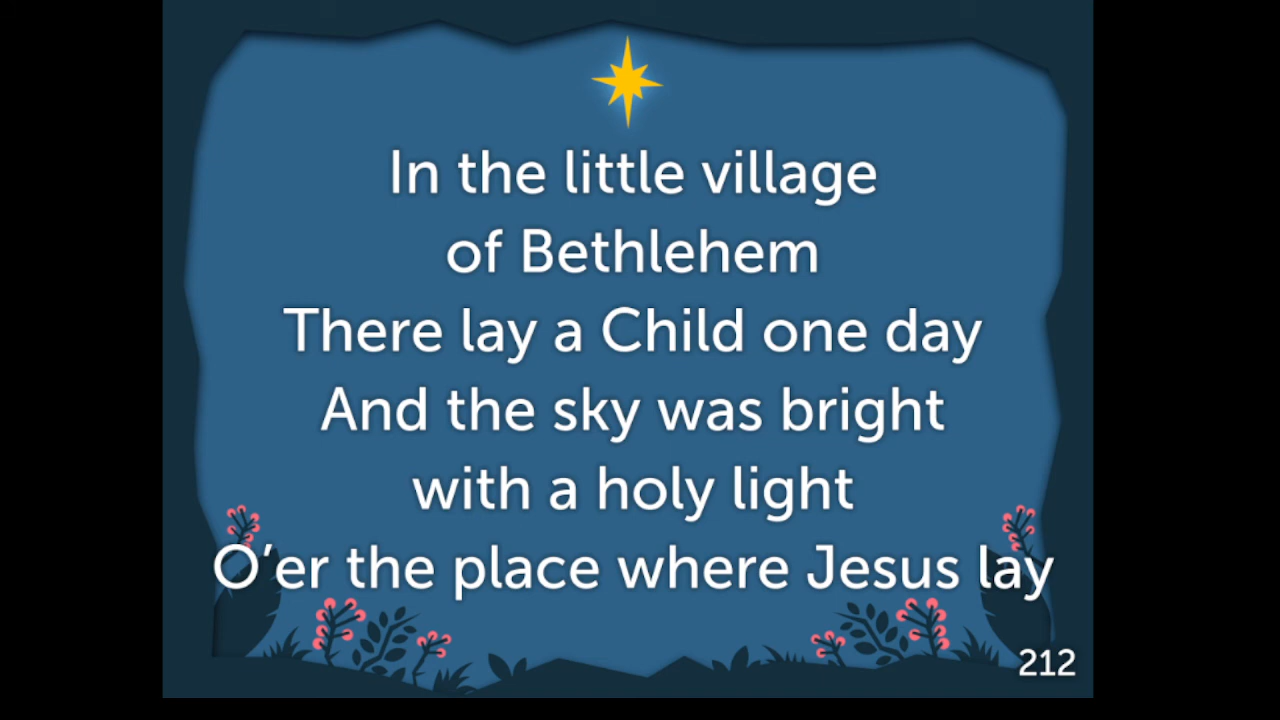 In the little village
of Bethlehem
There lay a Child one day
And the sky was bright
with a holy light
O’er the place where Jesus lay
212